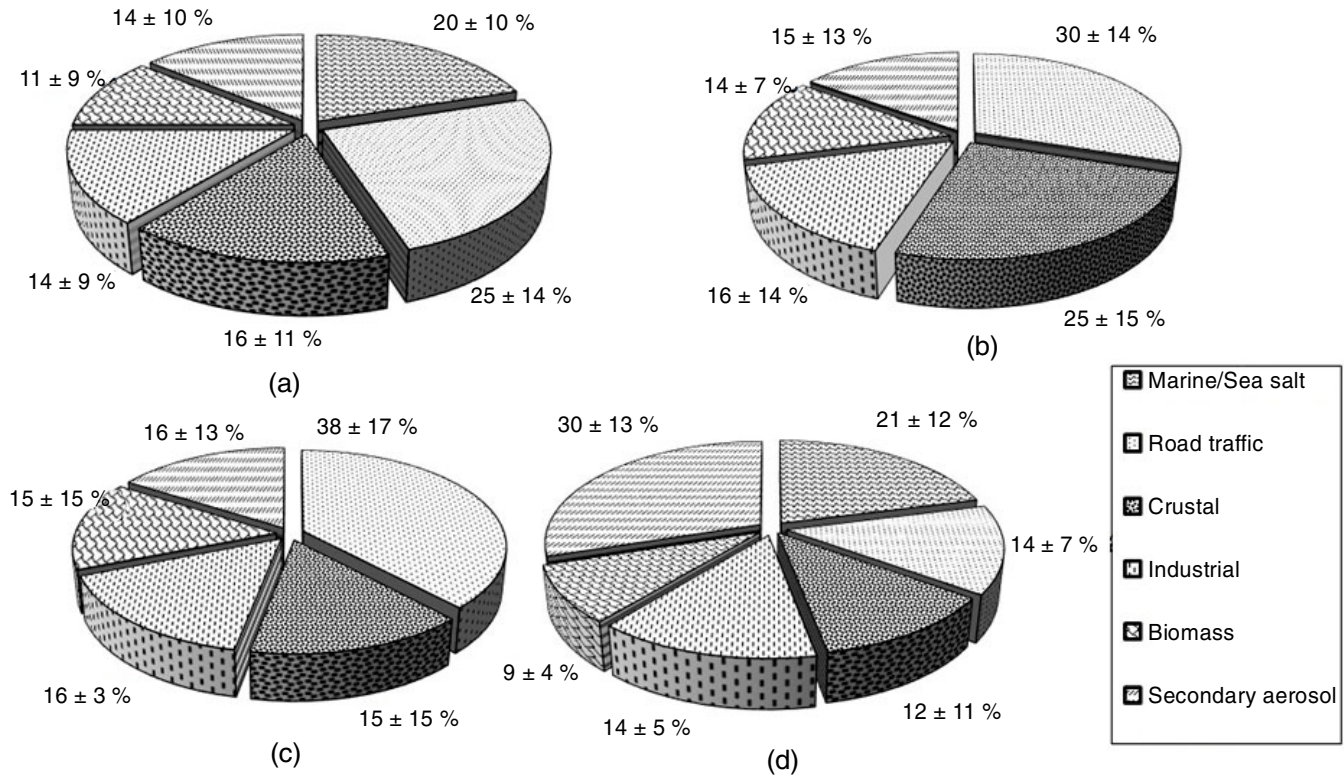 14 ± 10 %
20 ± 10 %
11 ± 9 %
14 ± 9 %
16 ± 11 %
25 ± 14 %
(a)
15 ± 13 %
30 ± 14 %
14 ± 7 %
16 ± 14 %
25 ± 15 %
(b)
16 ± 13 %
38 ± 17 %
15 ± 15 %
16 ± 3 %
15 ± 15 %
(c)
30 ± 13 %
21 ± 12 %
14 ± 7 %
9 ± 4 %
14 ± 5 %
12 ± 11 %
(d)
Marine/Sea salt
Road traffic
Crustal
Industrial
Biomass
Secondary aerosol